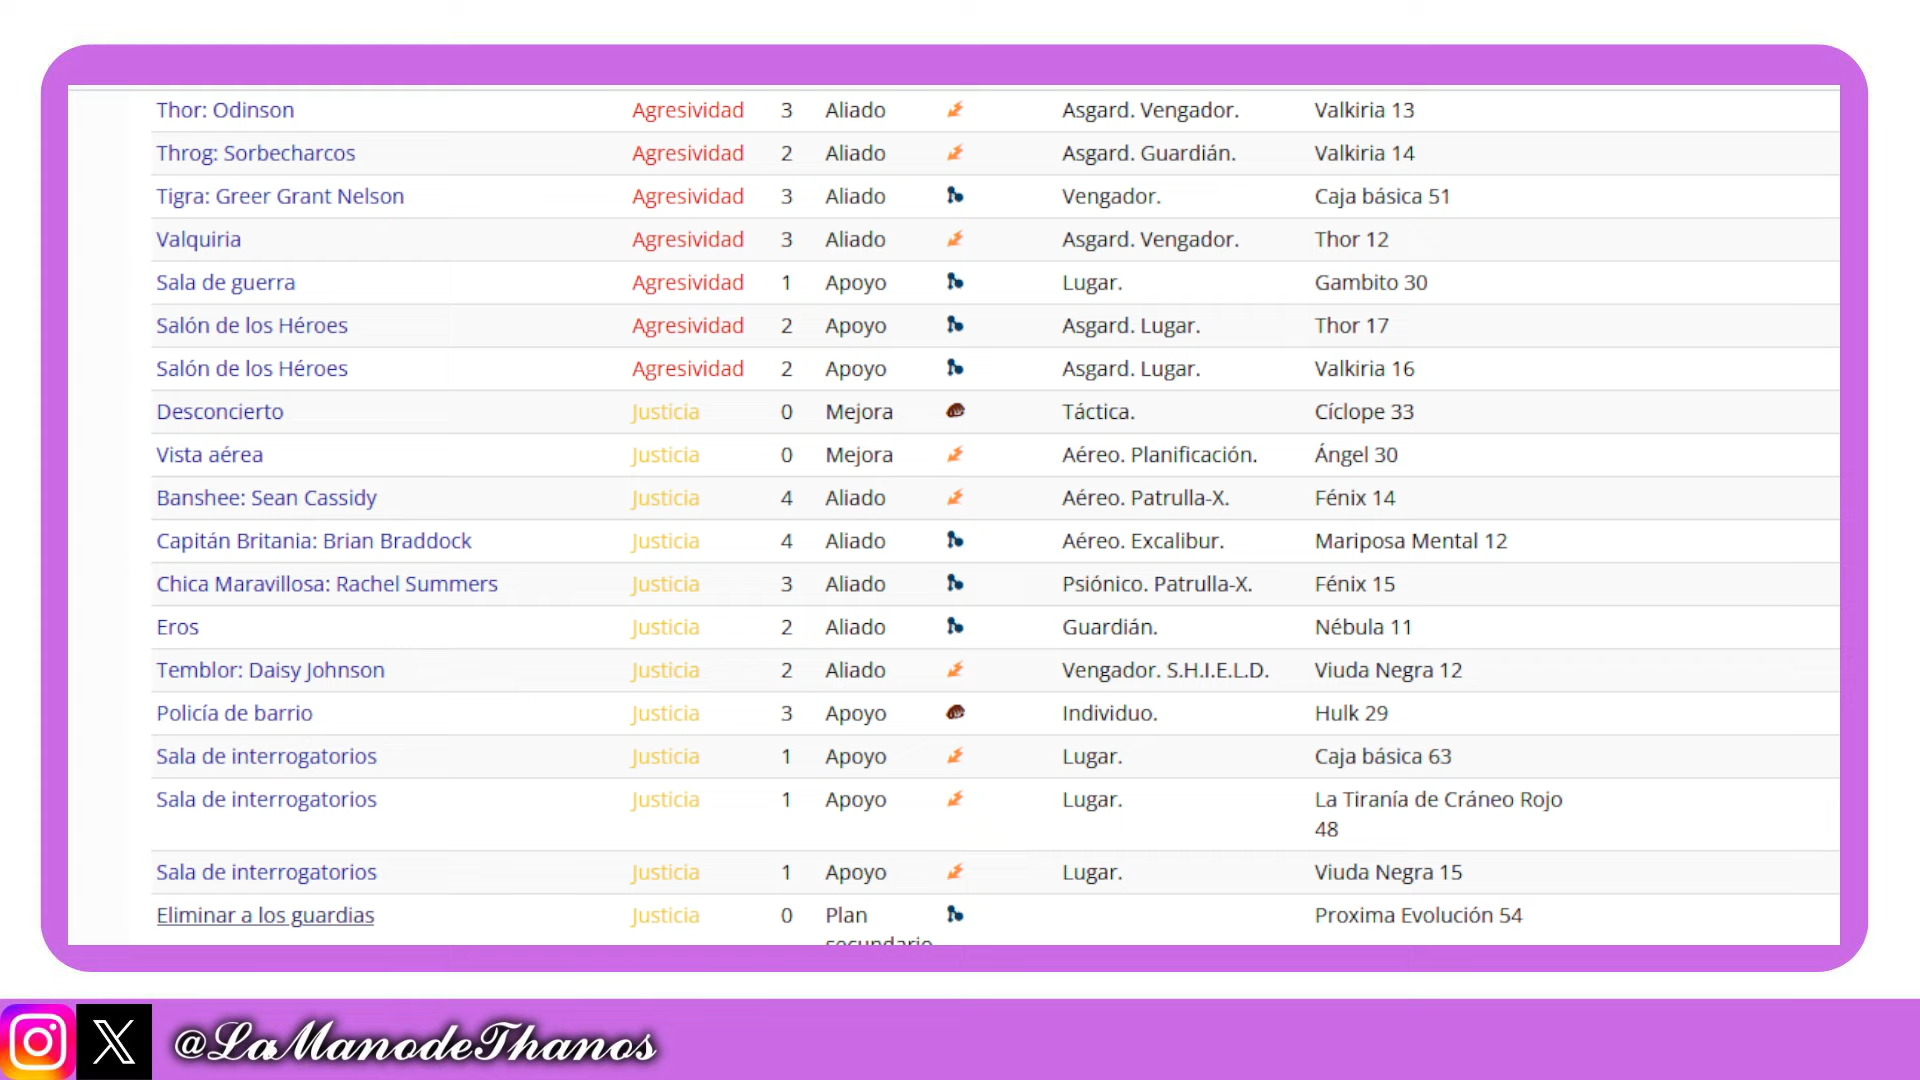 Thor: Odinson Agresividad 3 Aliado Asgard. Vengador. Valkiria 13
Throg: Sorbecharcos Agresividad 2 Aliado Asgard. Guardián. Valkiria 14
Tigra: Greer Grant Nelson Agresividad 3 Aliado Vengador. Caja básica 51
Valquiria Agresividad 3 Aliado Asgard. Vengador. Thor 12
Sala de guerra Agresividad 1 Apoyo Lugar. Gambito 30
Salón de los Héroes Agresividad 2 Apoyo Asgard. Lugar. Thor 17
Salón de los Héroes Agresividad 2 Apoyo Asgard. Lugar. Valkiria 16
Desconcierto Justicia 0 Mejora Táctica. Cíclope 33
Vista aérea Justicia 0 Mejora Aéreo. Planificación. Ángel 30
Banshee: Sean Cassidy Justicia 4 Aliado Aéreo. Patrulla-X. Fénix 14
Capitán Britania: Brian Braddock Justicia 4 Aliado Aéreo. Excalibur. Mariposa Mental 12
Chica Maravillosa: Rachel Summers Justicia 3 Aliado Psiónico. Patrulla-X. Fénix 15
Eros Justicia 2 Aliado Guardián. Nébula 11
Temblor: Daisy Johnson Justicia 2 Aliado Vengador. S.H.I.E.L.D. Viuda Negra 12
Policía de barrio Justicia 3 Apoyo Individuo. Hulk 29
Sala de interrogatorios Justicia 1 Apoyo Lugar. Caja básica 63
Sala de interrogatorios Justicia 1 Apoyo Lugar. La Tiranía de Cráneo Rojo
48
Sala de interrogatorios Justicia 1 Apoyo Lugar. Viuda Negra 15
Eliminar a los guardias Justicia 0 Plan Proxima Evolución 54
secundario
@LaManodeThanos